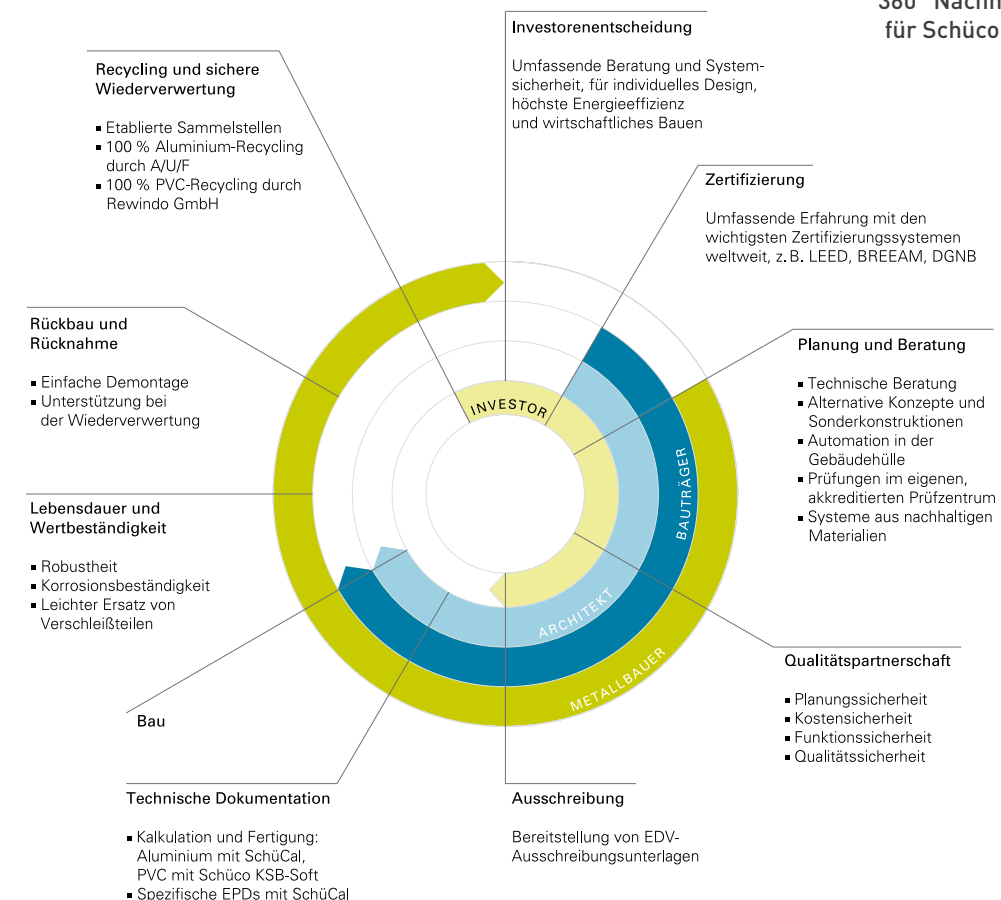 für Schüco
Investorenentscheidung
Umfassende Beratung und System-
sicherheit, für individuelles Design,
höchste Energieeffizienz
und wirtschaftliches Bauen
Recycling und sichere
Wiederverwertung
▪ Etablierte Sammelstellen
▪ 100 % Aluminium-Recycling
durch A/U/F
▪ 100 % PVC-Recycling durch
Rewindo GmbH
Zertifizierung
Umfassende Erfahrung mit den
wichtigsten Zertifizierungssystemen
weltweit, z. B. LEED, BREEAM, DGNB
Rückbau und
Rücknahme
▪ Einfache Demontage
▪ Unterstützung bei
der Wiederverwertung
Planung und Beratung
▪ Technische Beratung
▪ Alternative Konzepte und
Sonderkonstruktionen
▪ Automation in der
Gebäudehülle
▪ Prüfungen im eigenen,
akkreditierten Prüfzentrum
▪ Systeme aus nachhaltigen
Materialien
INVESTOR
BAUTRÄGER
ARCHITEKT
METALLBAUER
Lebensdauer und
Wertbeständigkeit
▪ Robustheit
▪ Korrosionsbeständigkeit
▪ Leichter Ersatz von
Verschleißteilen
Qualitätspartnerschaft
▪ Planungssicherheit
▪ Kostensicherheit
▪ Funktionssicherheit
▪ Qualitätssicherheit
Bau
Technische Dokumentation
▪ Kalkulation und Fertigung:
Aluminium mit SchüCal,
PVC mit Schüco KSB-Soft
▪ Spezifische EPDs mit SchüCal
Ausschreibung
Bereitstellung von EDV-
Ausschreibungsunterlagen